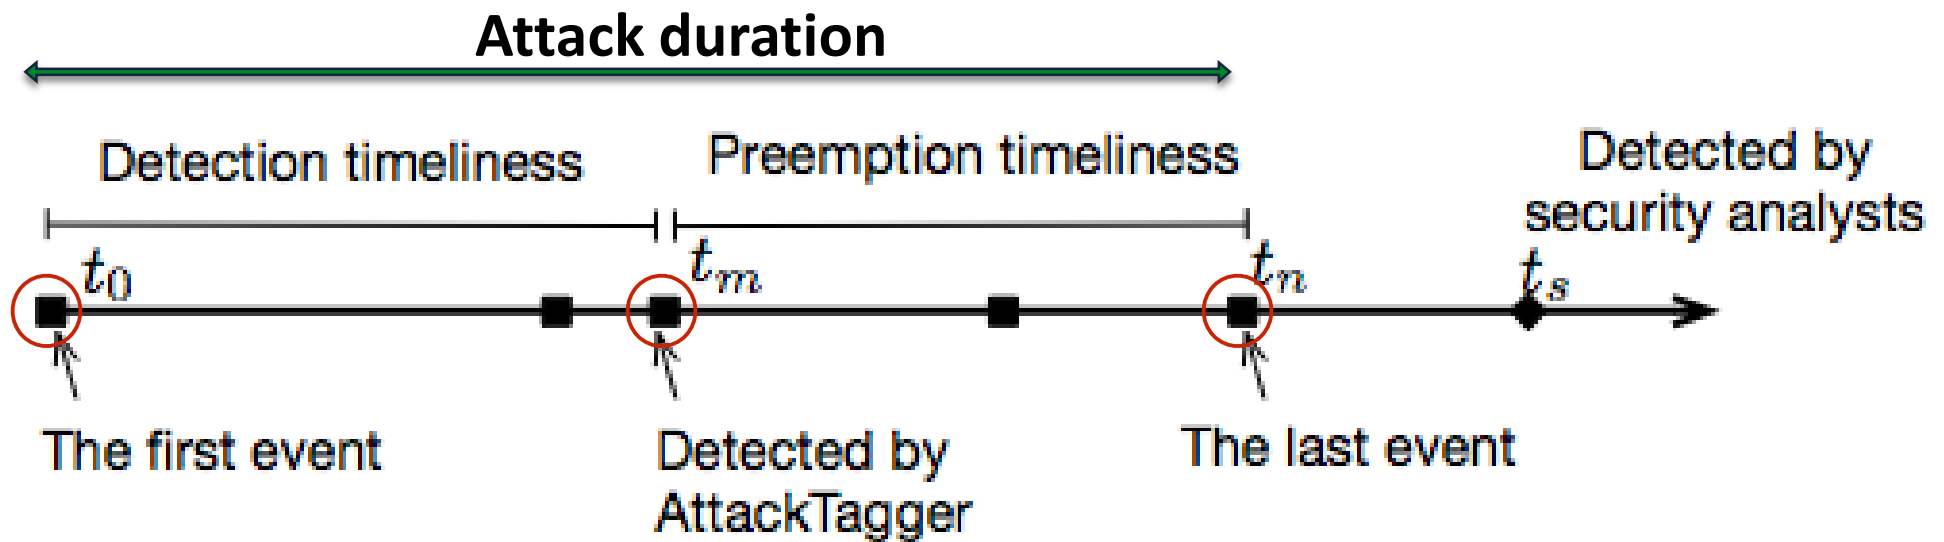 Attack duration
Detection timeliness
Preemption timeliness
Detected by
security analysts
t0
tm
tn
ts
The first event
Detected by
AttackTagger
The last event